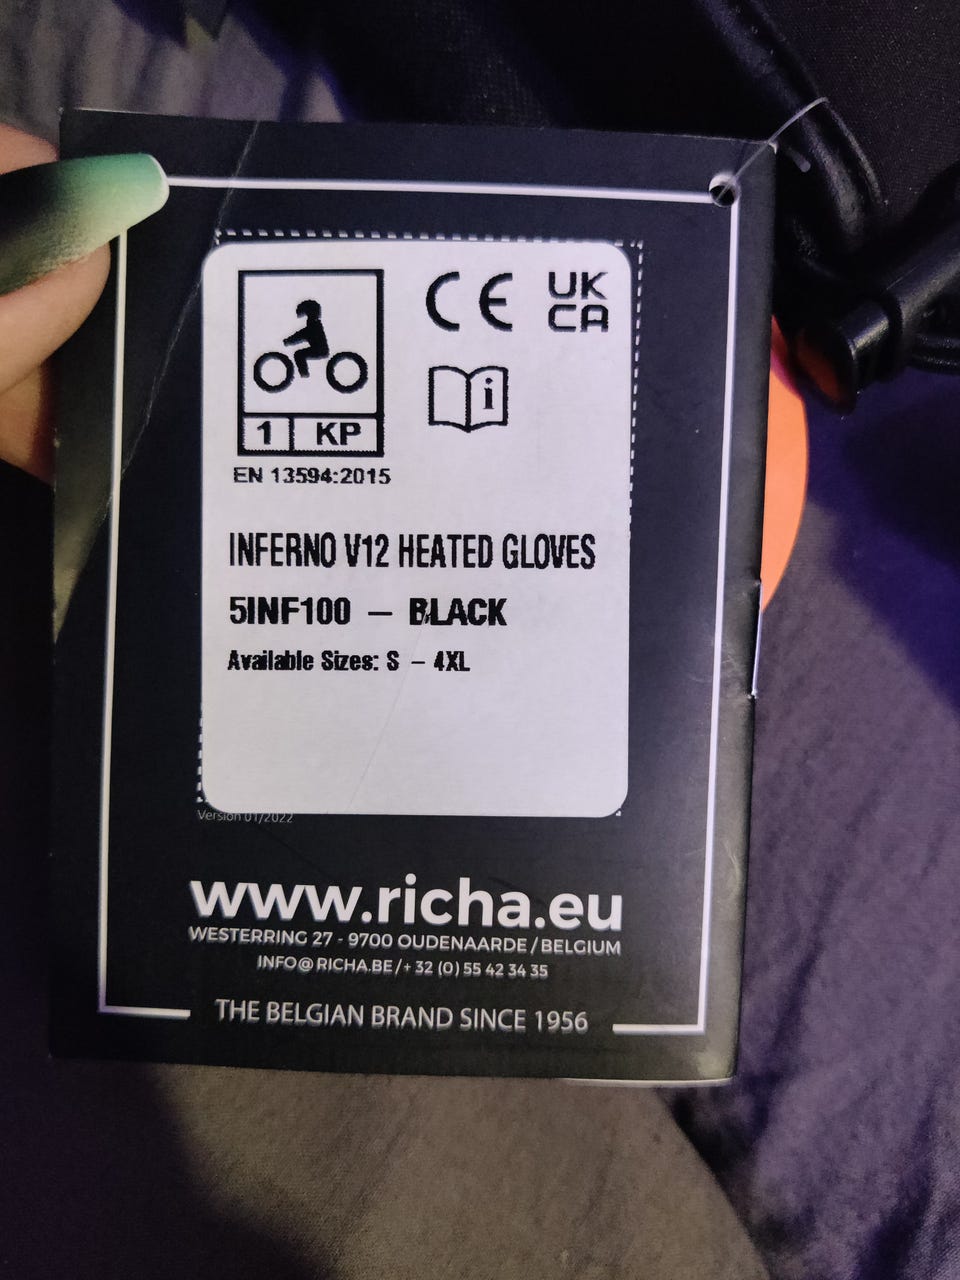 CE UK
CA
i
1 KP
EN 13594:2015
INFERNO V12 HEATED GLOVES
5INF100 – BLACK
Available Sizes: S – 4XL
Version 01/2022
www.richa.eu
WESTERRING 27 - 9700 OUDENAARDE / BELGIUM
INFO@RICHA.BE / + 32 (0) 55 42 34 35
THE BELGIAN BRAND SINCE 1956